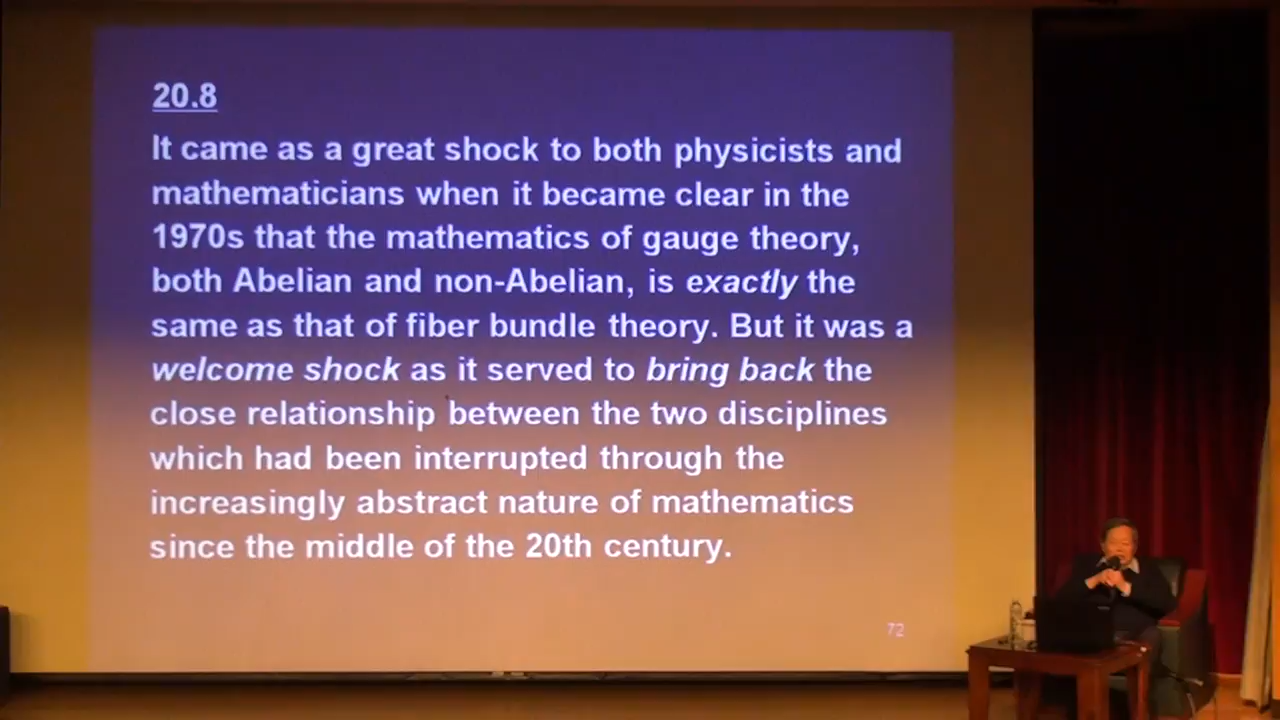 20.8
It came as a great shock to both physicists and
mathematicians when it became clear in the
1970s that the mathematics of gauge theory,
both Abelian and non-Abelian, is exactly the
same as that of fiber bundle theory. But it was a
welcome shock as it served to bring back the
close relationship between the two disciplines
which had been interrupted through the
increasingly abstract nature of mathematics
since the middle of the 20th century.
72